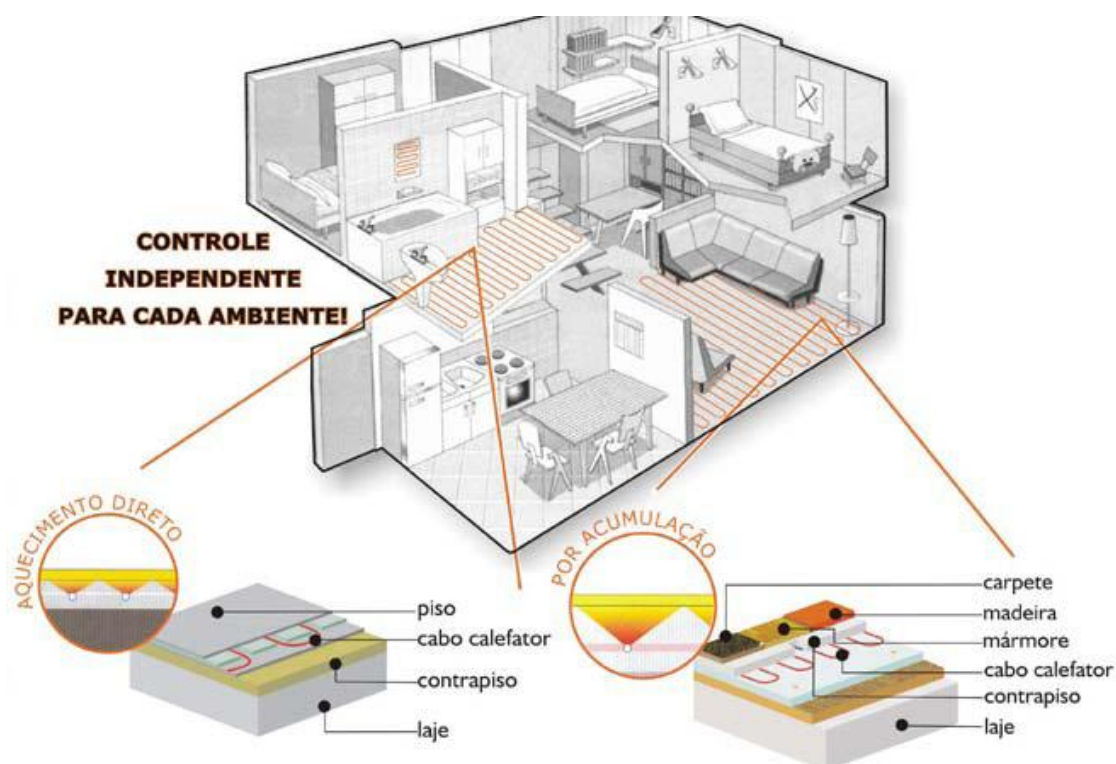 CONTROLE
INDEPENDENTE
PARA CADA AMBIENTE!
AQUECIMENTO DIRETO
piso
cabo calefator
contrapiso
laje
POR ACUMULAÇÃO
carpete
madeira
mármore
cabo calefator
contrapiso
laje